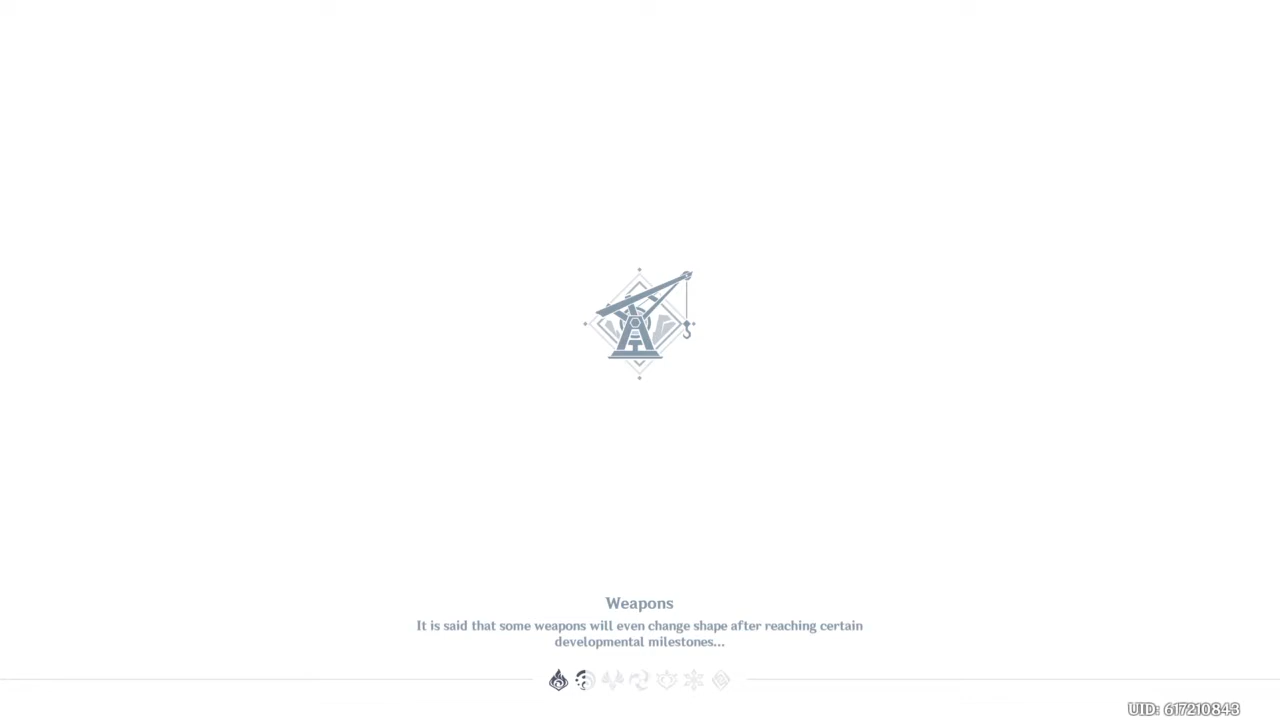 Weapons
It is said that some weapons will even change shape after reaching certain
developmental milestones...
UID: 617210843